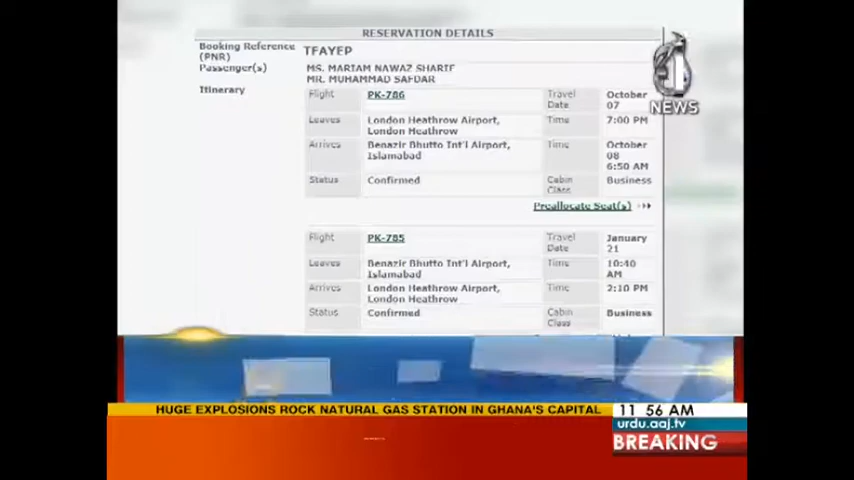 RESERVATION DETAILS
Booking Reference (PNR) TFAYEP
Passenger(s) MS. MARIAM NAWAZ SHARIF
MR. MUHAMMAD SAFDAR
Itinerary
Flight PK-786 Travel Date October 07
Leaves London Heathrow Airport, London Heathrow Time 7:00 PM
Arrives Benazir Bhutto Int'l Airport, Islamabad Time October 08 6:50 AM
Status Confirmed Cabin Class Business
Preallocate Seat(s)
Flight PK-785 Travel Date January 21
Leaves Benazir Bhutto Int'l Airport, Islamabad Time 10:40 AM
Arrives London Heathrow Airport, London Heathrow Time 2:10 PM
Status Confirmed Cabin Class Business
1 NEWS
HUGE EXPLOSIONS ROCK NATURAL GAS STATION IN GHANA'S CAPITAL
11 56 AM
urdu.aaj.tv
BREAKING